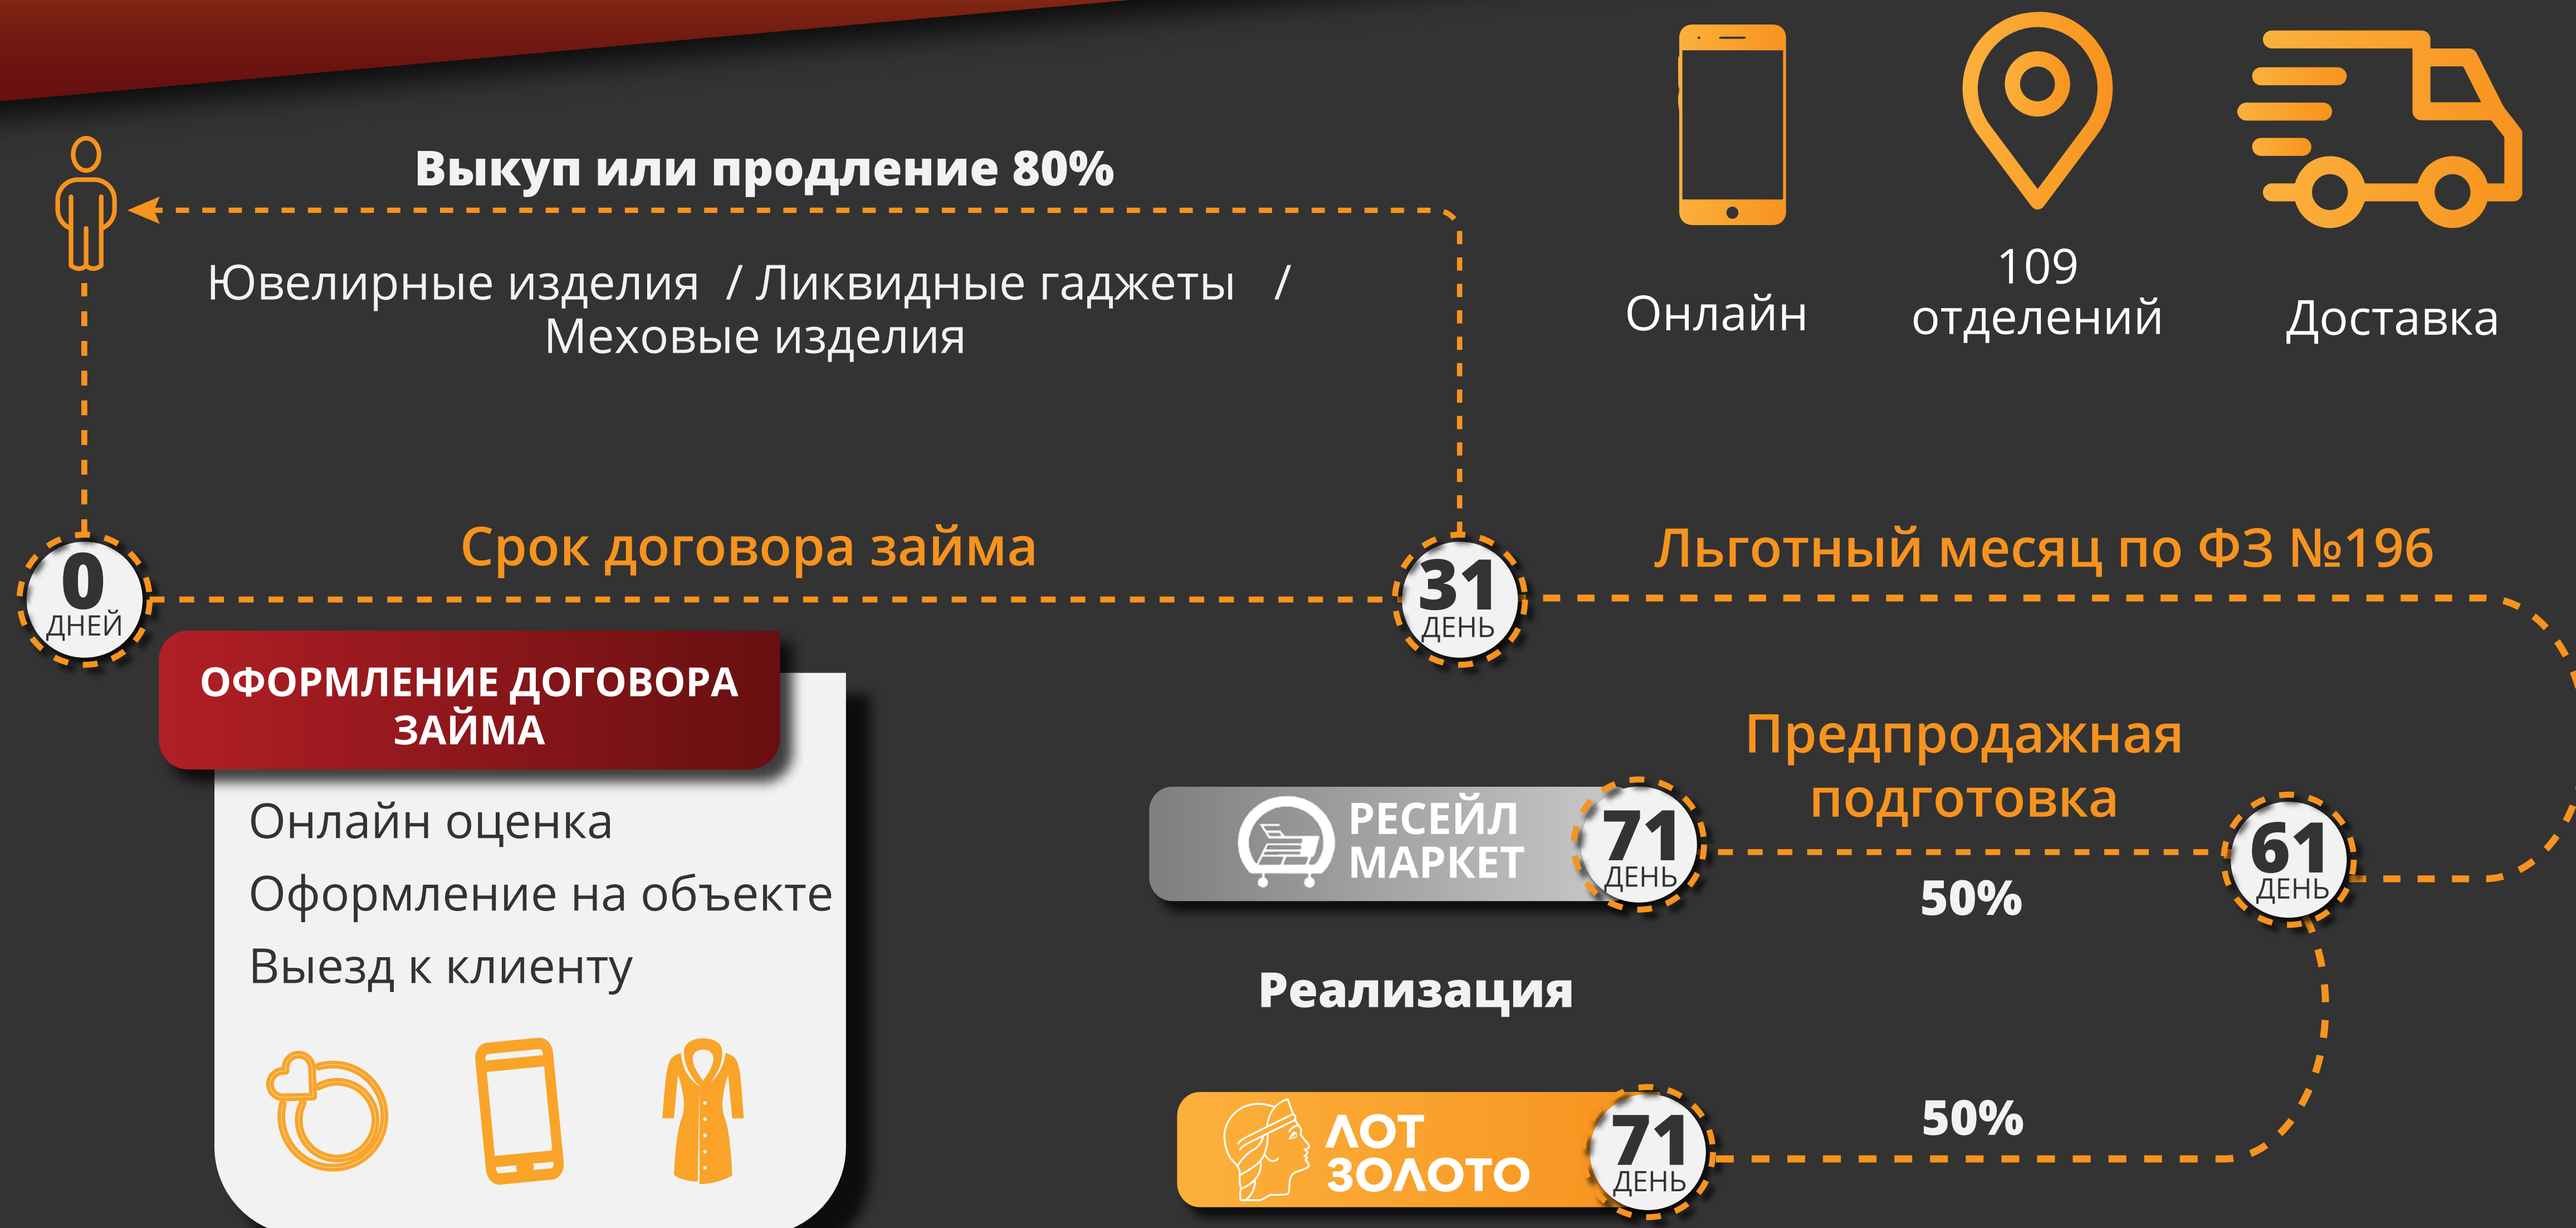 Выкуп или продление 80%
Ювелирные изделия / Ликвидные гаджеты /
Меховые изделия
Онлайн
109
отделений
Доставка
Срок договора займа
Льготный месяц по ФЗ №196
0
ДНЕЙ
31
ДЕНЬ
ОФОРМЛЕНИЕ ДОГОВОРА
ЗАЙМА
Онлайн оценка
Оформление на объекте
Выезд к клиенту
Предпродажная
подготовка
РЕСЕЙЛ
МАРКЕТ
71
ДЕНЬ
50%
61
ДЕНЬ
Реализация
ЛОТ
ЗОЛОТО
71
ДЕНЬ
50%